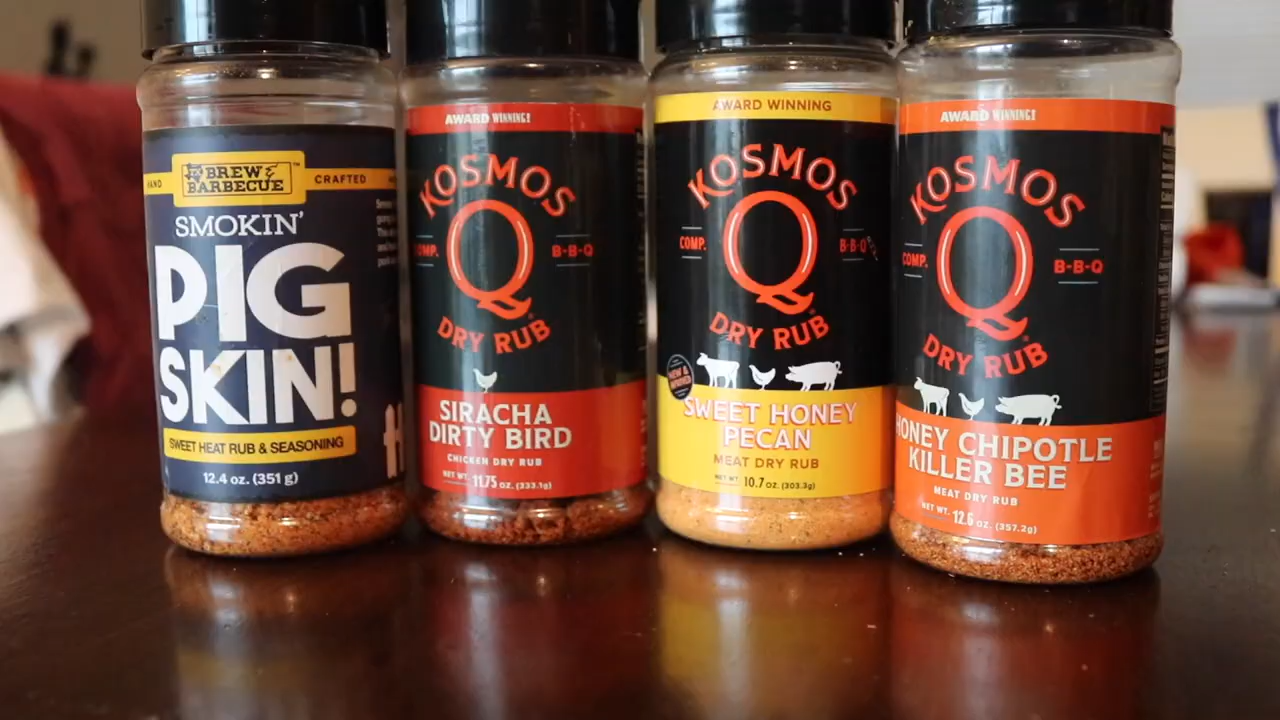 HAND
BREW &
BARBECUE™
CRAFTED
SMOKIN'
PIG
SKIN!
SWEET HEAT RUB & SEASONING
12.4 oz. (351 g)
AWARD WINNING!
KOSMOS
Q
COMP.
B-B-Q
DRY RUB
SIRACHA
DIRTY BIRD
CHICKEN DRY RUB
NET WT. 11.75 oz. (333.1g)
AWARD WINNING
KOSMOS
Q
COMP.
B-B-Q
DRY RUB
NEW &
IMPROVED
SWEET HONEY
PECAN
MEAT DRY RUB
NET WT. 10.7 oz. (303.3g)
AWARD WINNING!
KOSMOS
Q
COMP.
B-B-Q
DRY RUB
HONEY CHIPOTLE
KILLER BEE
MEAT DRY RUB
NET WT. 12.6 oz. (357.2g)